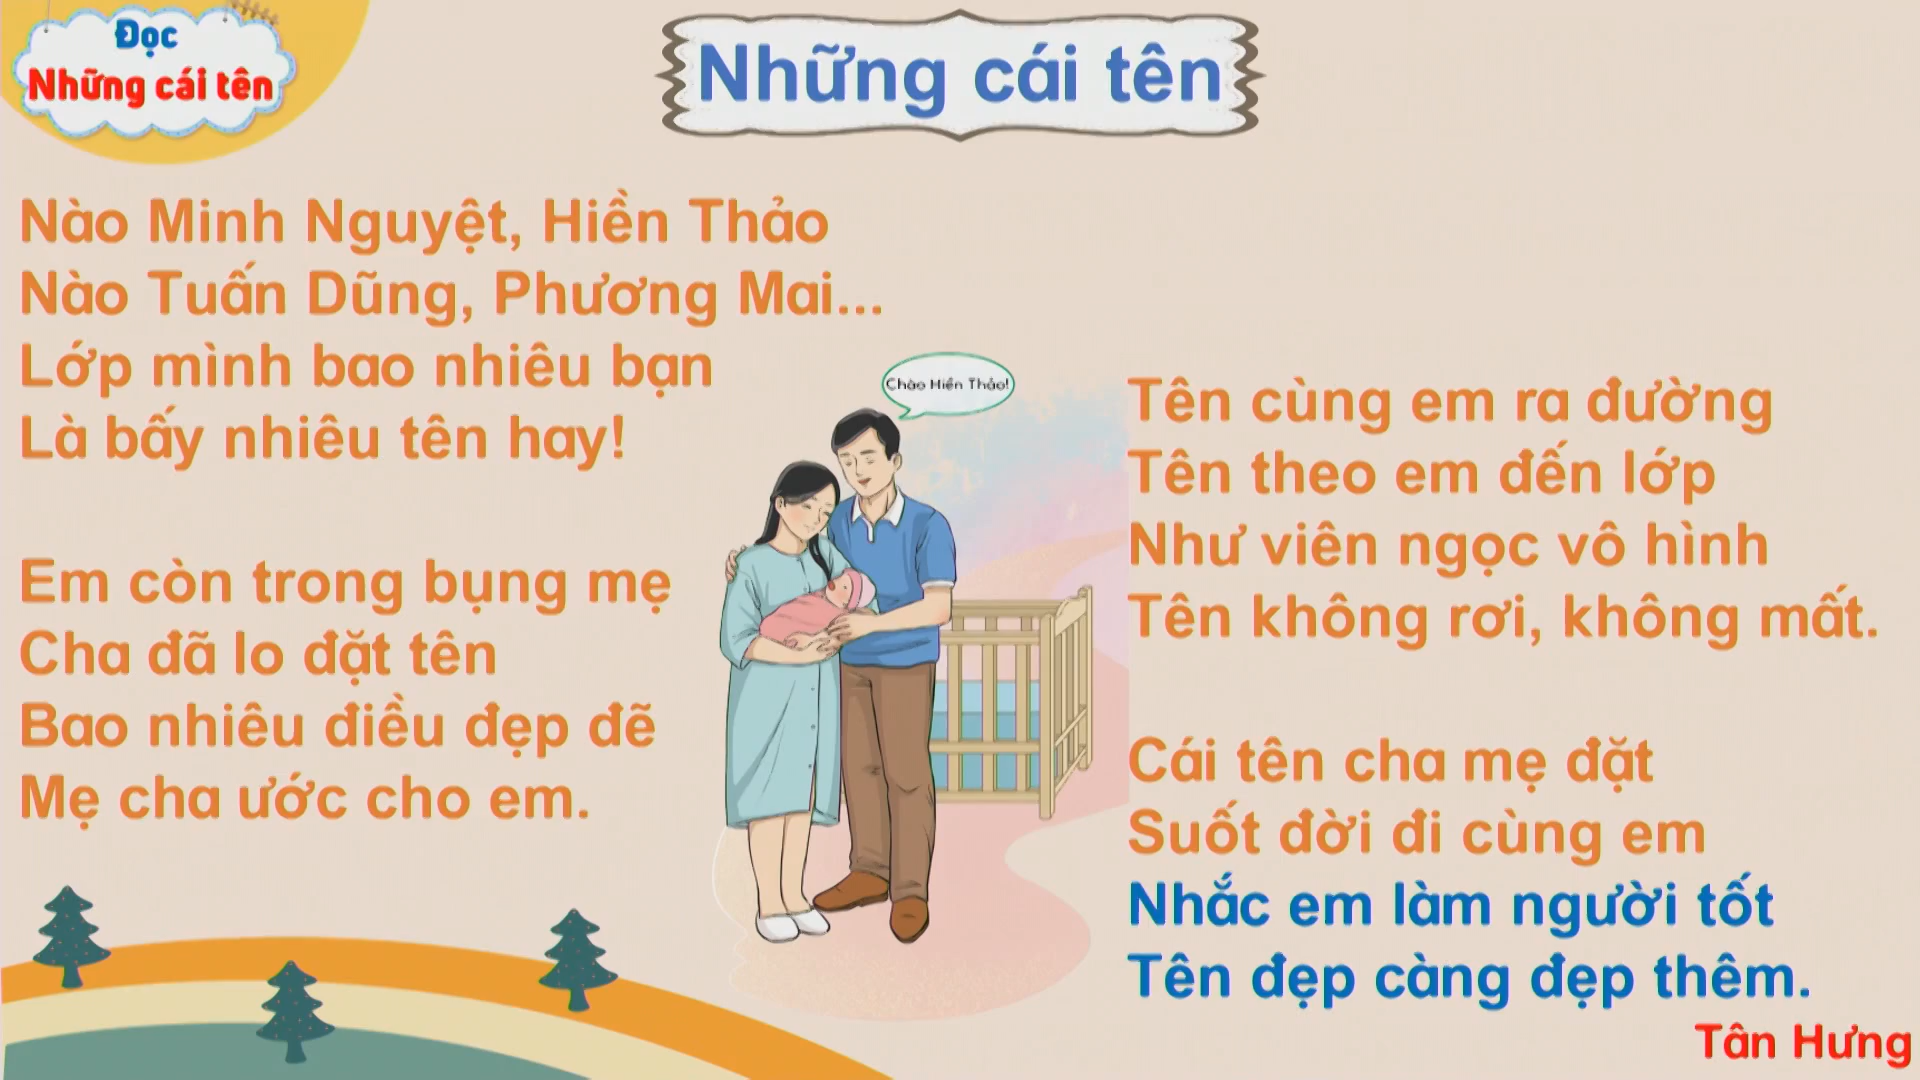 Đọc
Những cái tên
Những cái tên
Nào Minh Nguyệt, Hiền Thảo
Nào Tuấn Dũng, Phương Mai...
Lớp mình bao nhiêu bạn
Là bấy nhiêu tên hay!
Em còn trong bụng mẹ
Cha đã lo đặt tên
Bao nhiêu điều đẹp đẽ
Mẹ cha ước cho em.
Chào Hiền Thảo!
Tên cùng em ra đường
Tên theo em đến lớp
Như viên ngọc vô hình
Tên không rơi, không mất.
Cái tên cha mẹ đặt
Suốt đời đi cùng em
Nhắc em làm người tốt
Tên đẹp càng đẹp thêm.
Tân Hưng